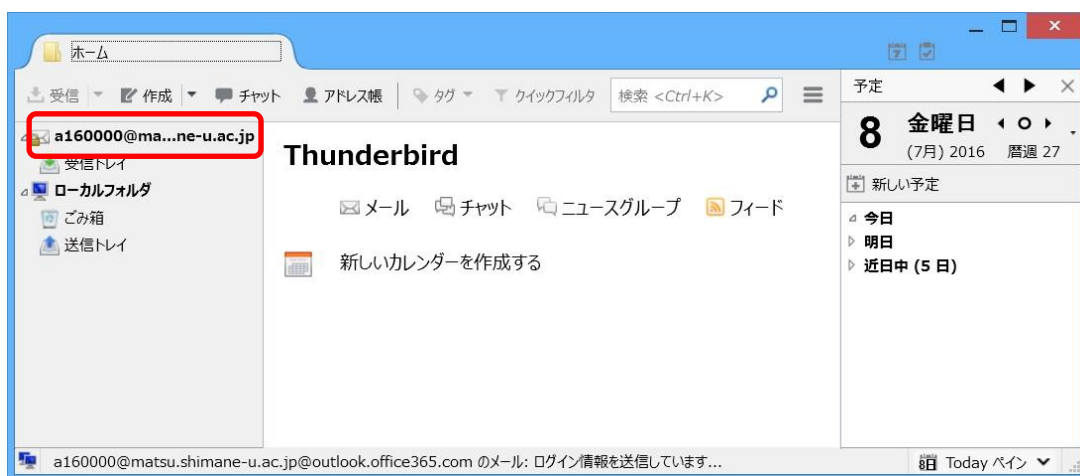 ホーム
受信 作成 チャット アドレス帳 タグ クイックフィルタ 検索 <Ctrl+K>
a160000@ma...ne-u.ac.jp
受信トレイ
ローカルフォルダ
ごみ箱
送信トレイ
Thunderbird
メール チャット ニュースグループ フィード
新しいカレンダーを作成する
予定
8 金曜日
(7月) 2016 暦週 27
新しい予定
今日
明日
近日中 (5 日)
a160000@matsu.shimane-u.ac.jp@outlook.office365.com のメール: ログイン情報を送信しています...
Today ペイン